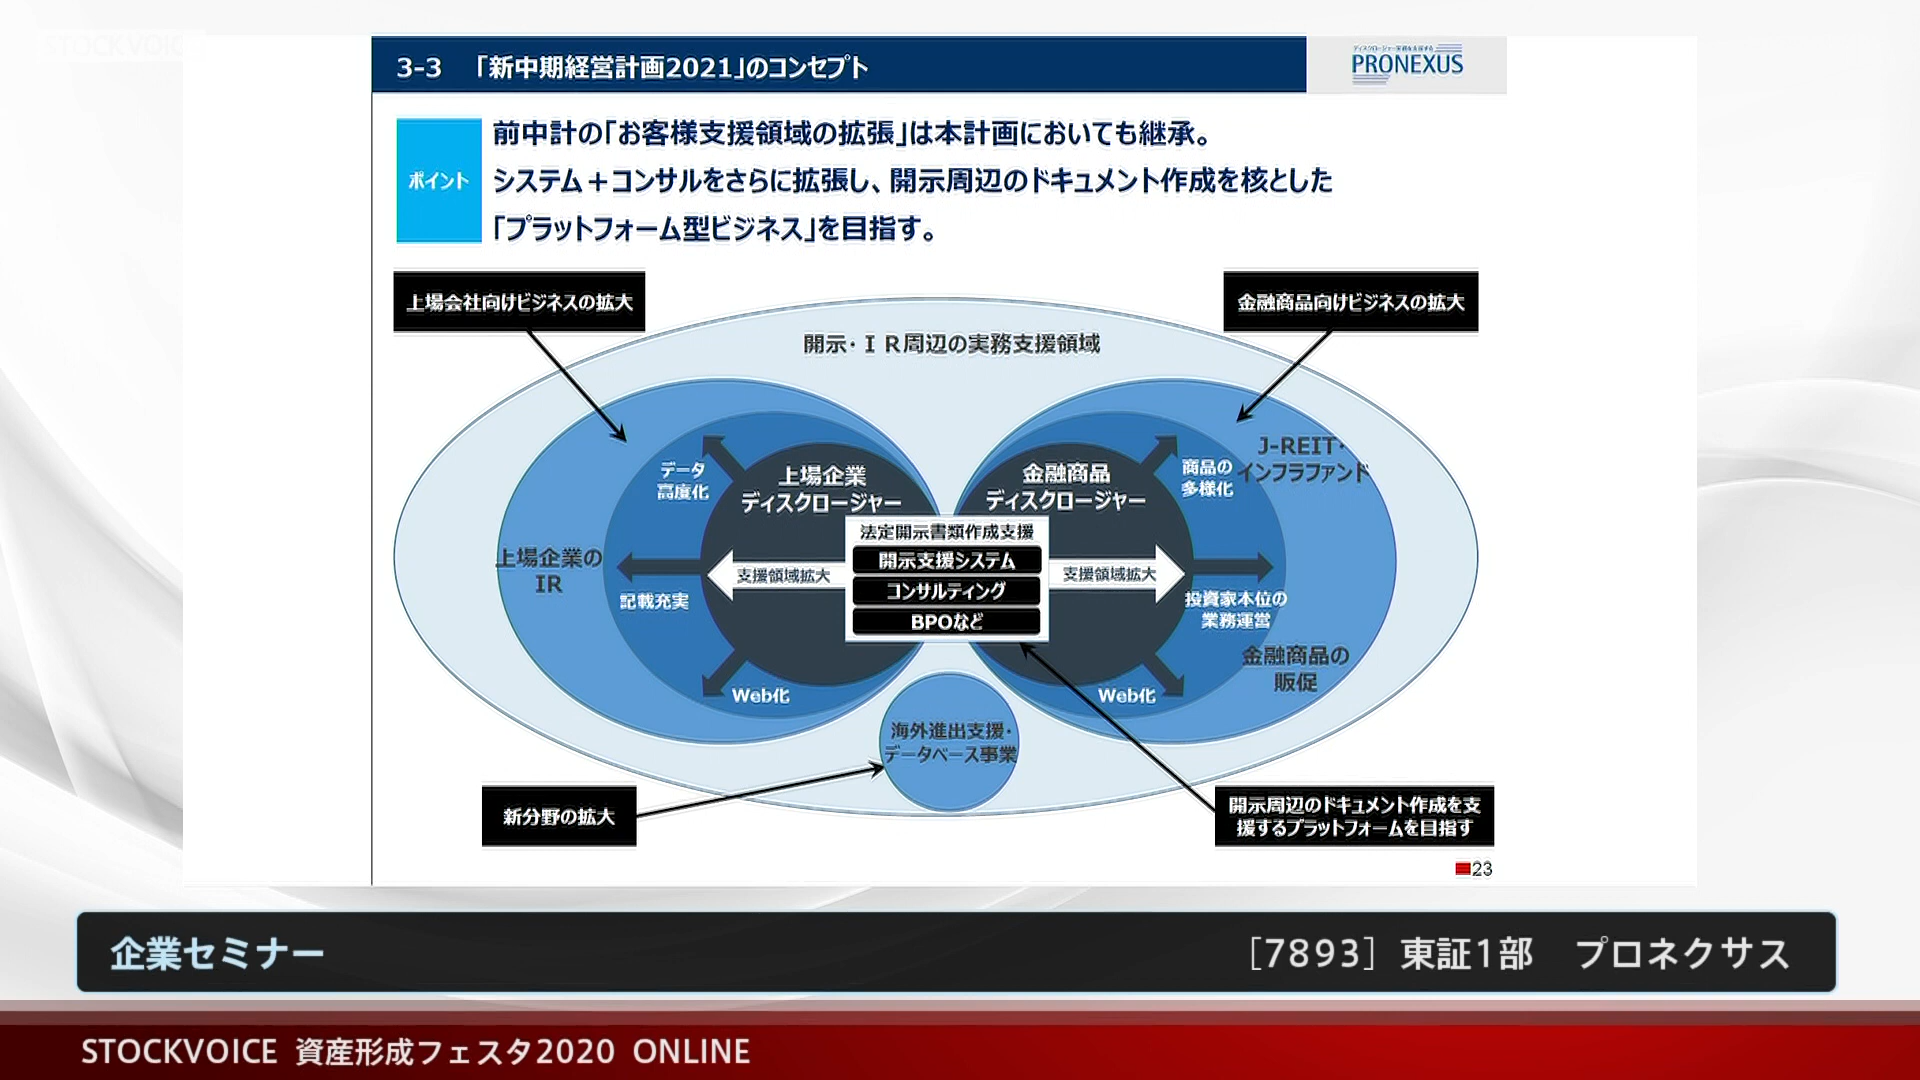 STOCKVOICE
3-3 「新中期経営計画2021」のコンセプト
ディスクロージャー実務を支援する
PRONEXUS
ポイント
前中計の「お客様支援領域の拡張」は本計画においても継承。
システム＋コンサルをさらに拡張し、開示周辺のドキュメント作成を核とした
「プラットフォーム型ビジネス」を目指す。
上場会社向けビジネスの拡大
金融商品向けビジネスの拡大
開示・ＩＲ周辺の実務支援領域
データ
高度化
上場企業
ディスクロージャー
金融商品
ディスクロージャー
商品の
多様化
J-REIT・
インフラファンド
法定開示書類作成支援
開示支援システム
コンサルティング
BPOなど
上場企業の
IR
支援領域拡大
支援領域拡大
記載充実
投資家本位の
業務運営
金融商品の
販促
Web化
Web化
海外進出支援・
データベース事業
新分野の拡大
開示周辺のドキュメント作成を支
援するプラットフォームを目指す
23
企業セミナー
［7893］東証1部　プロネクサス
STOCKVOICE 資産形成フェスタ2020 ONLINE